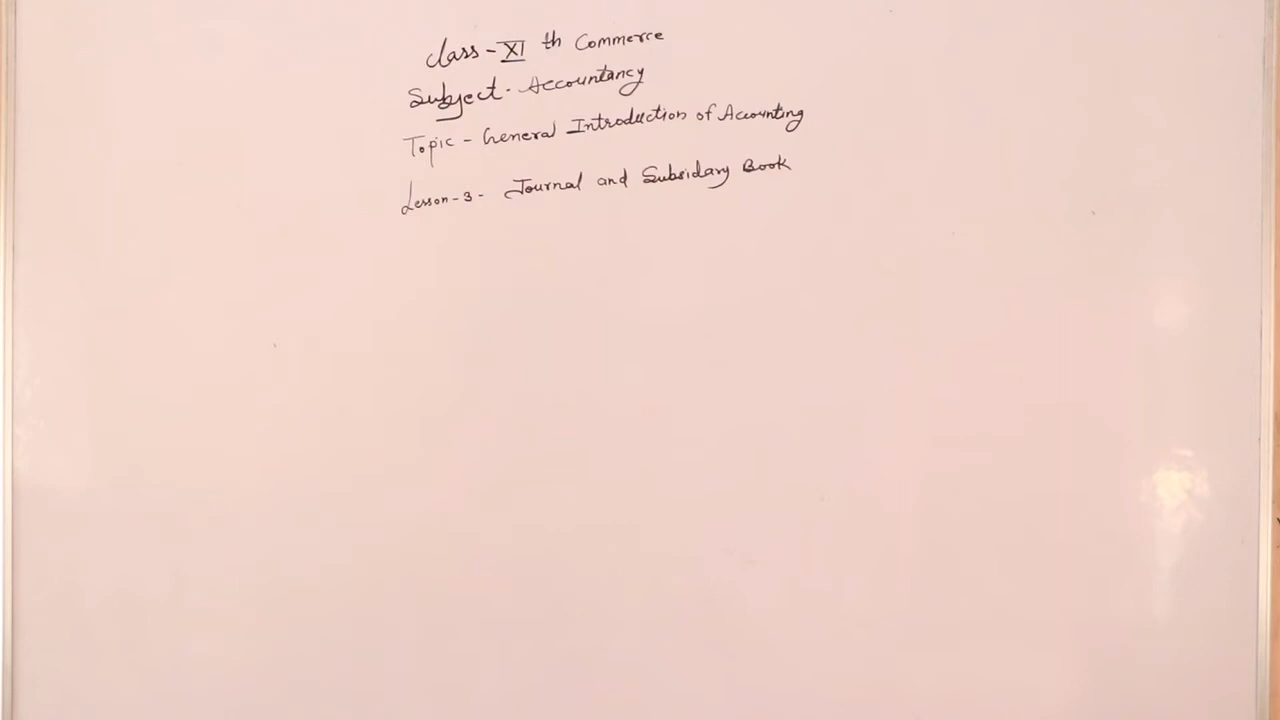 Class - XI th Commerce
Subject - Accountancy
Topic - General Introduction of Accounting
Lesson - 3 - Journal and Subsidary Book